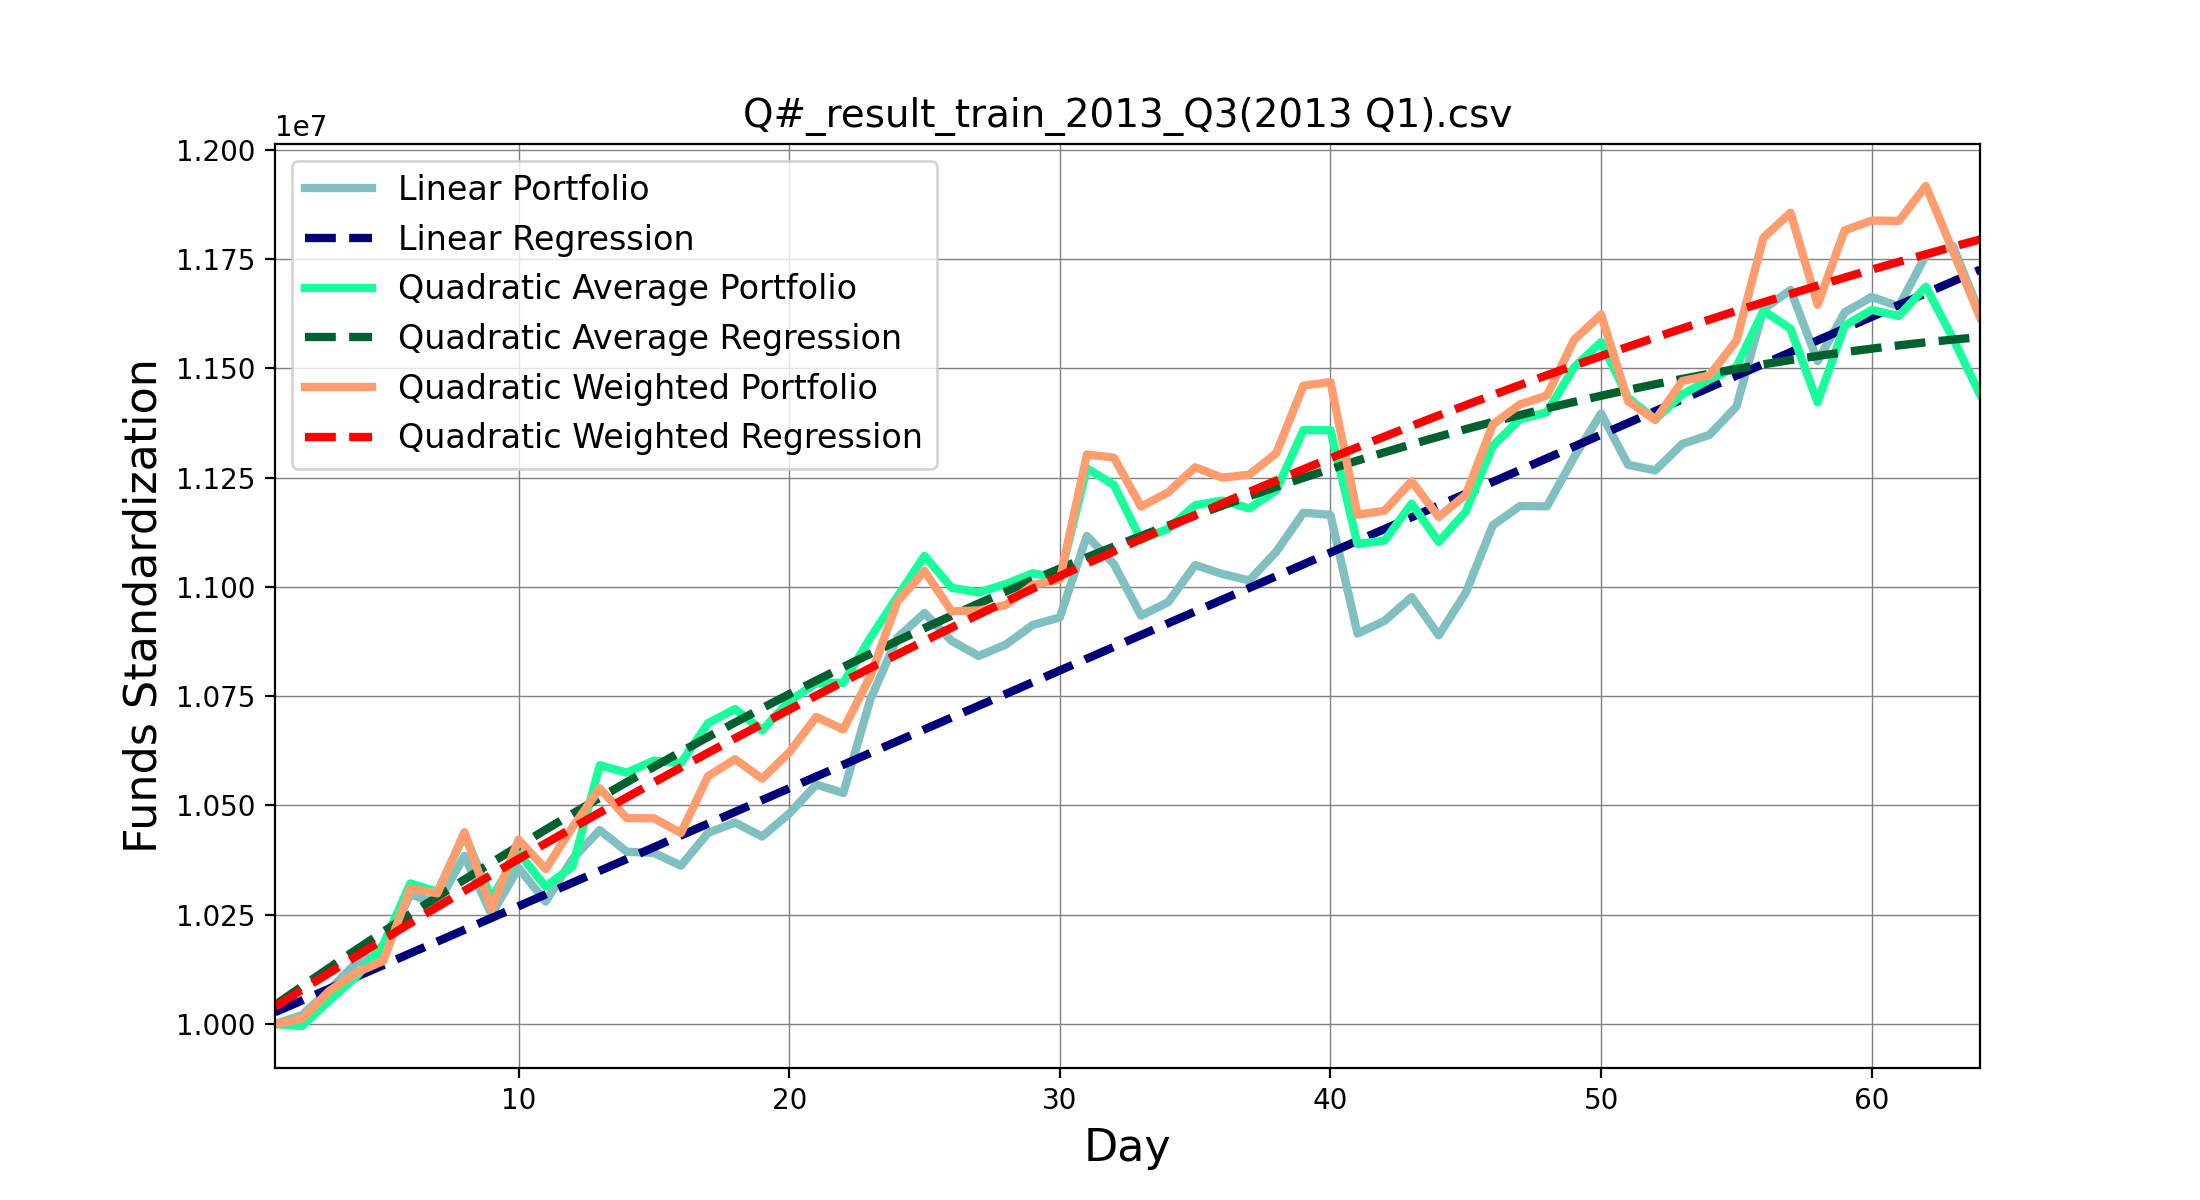 Q#_result_train_2013_Q3(2013 Q1).csv
1e7
1.200
1.175
1.150
1.125
1.100
1.075
1.050
1.025
1.000
Funds Standardization
Linear Portfolio
Linear Regression
Quadratic Average Portfolio
Quadratic Average Regression
Quadratic Weighted Portfolio
Quadratic Weighted Regression
10 20 30 40 50 60
Day